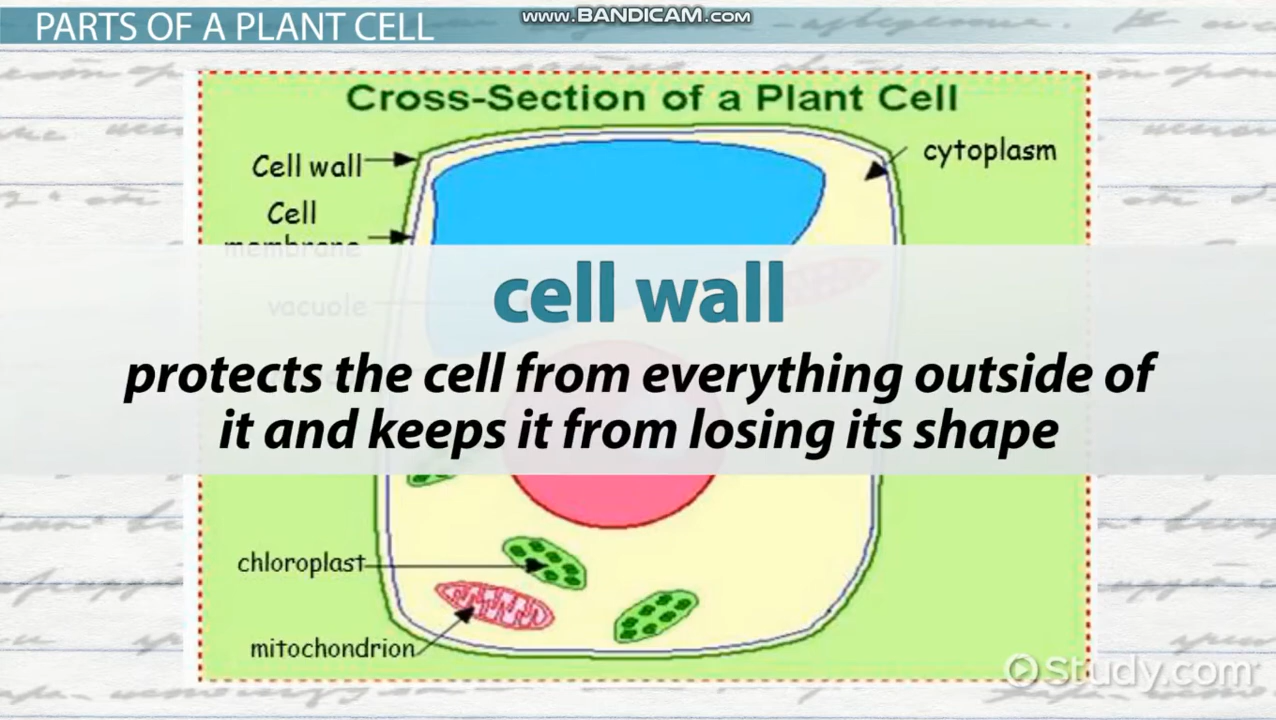 PARTS OF A PLANT CELL
www.BANDICAM.com
Cross-Section of a Plant Cell
Cell wall
cytoplasm
Cell
membrane
cell wall
vacuole
protects the cell from everything outside of
it and keeps it from losing its shape
chloroplast
mitochondrion
Study.com